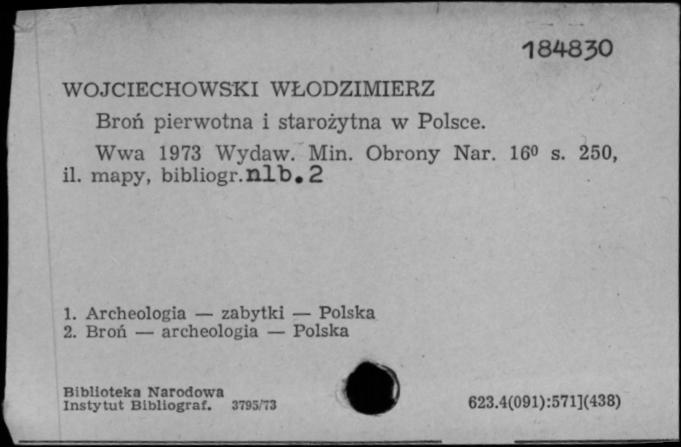 184830
WOJCIECHOWSKI WŁODZIMIERZ
Broń pierwotna i starożytna w Polsce.
Wwa 1973 Wydaw. Min. Obrony Nar. 16⁰ s. 250,
il. mapy, bibliogr. nlb. 2
1. Archeologia — zabytki — Polska
2. Broń — archeologia — Polska
Biblioteka Narodowa
Instytut Bibliograf. 3795/73
623.4(091):571](438)